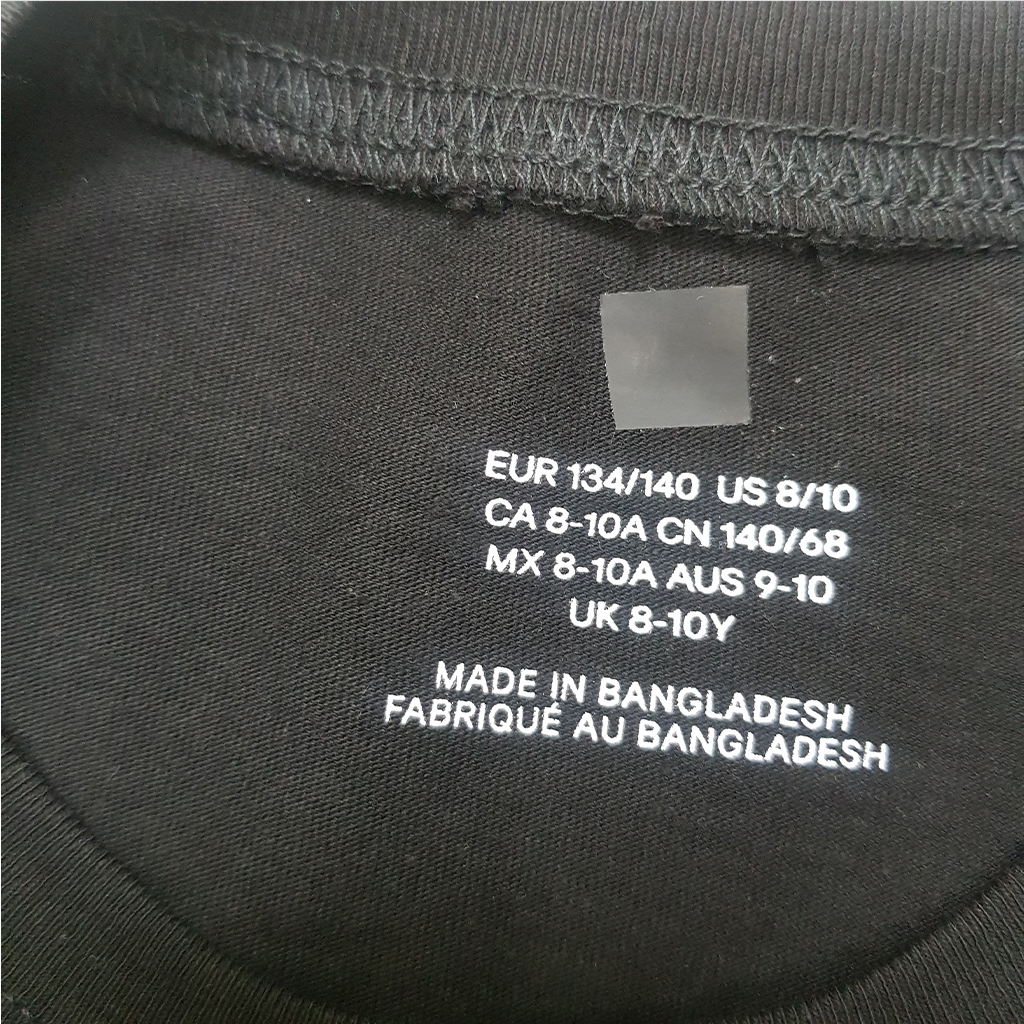 EUR 134/140 US 8/10
CA 8-10A CN 140/68
MX 8-10A AUS 9-10
UK 8-10Y
MADE IN BANGLADESH
FABRIQUÉ AU BANGLADESH